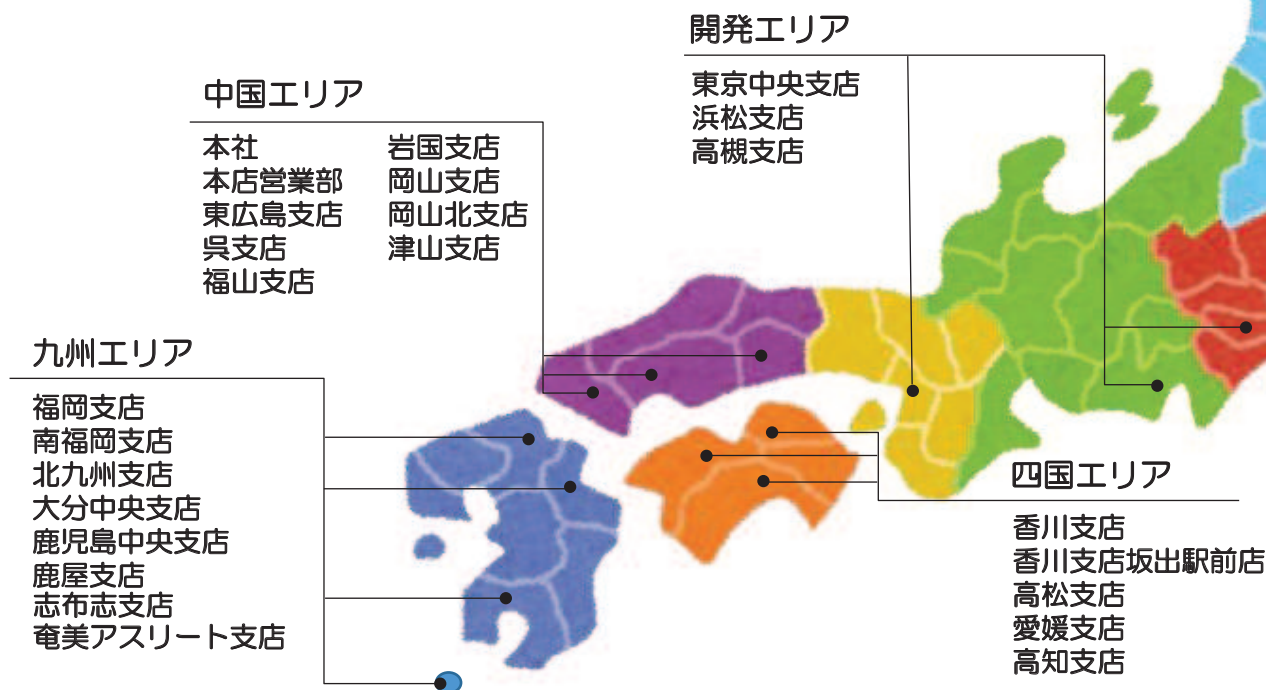 開発エリア
東京中央支店
浜松支店
高槻支店
中国エリア
本社
本店営業部
東広島支店
呉支店
福山支店
岩国支店
岡山支店
岡山北支店
津山支店
九州エリア
福岡支店
南福岡支店
北九州支店
大分中央支店
鹿児島中央支店
鹿屋支店
志布志支店
奄美アスリート支店
四国エリア
香川支店
香川支店坂出駅前店
高松支店
愛媛支店
高知支店